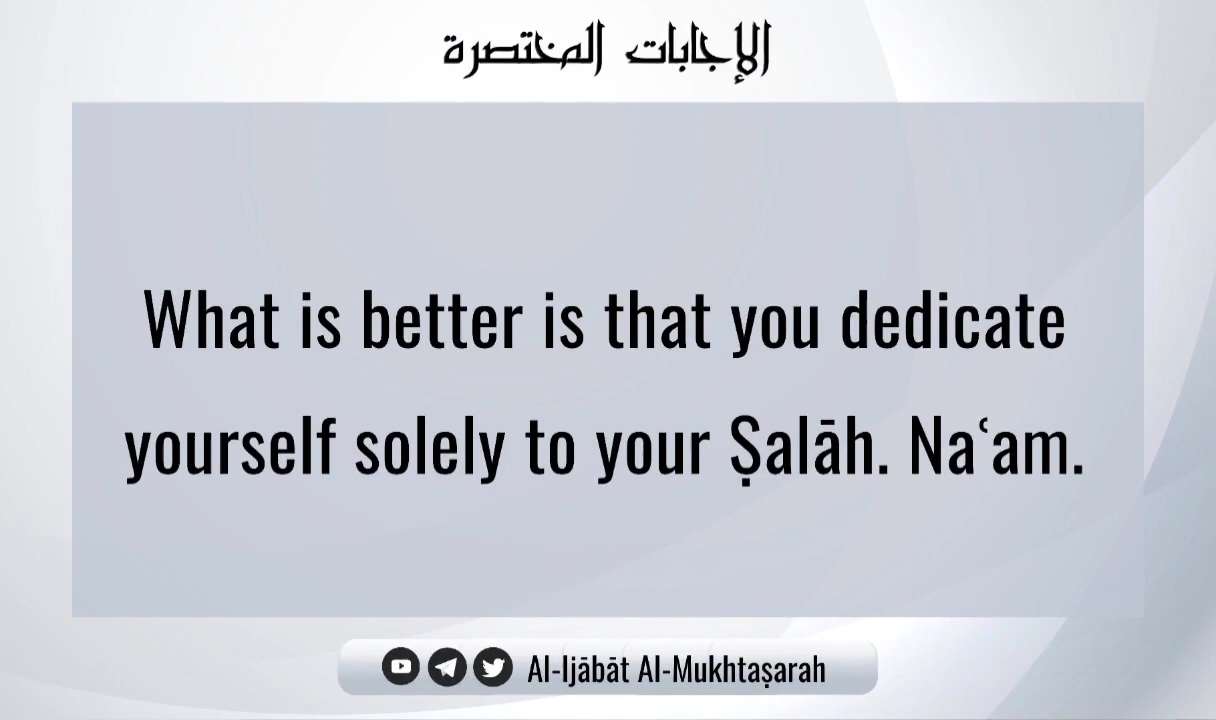 الإجابات المختصرة
What is better is that you dedicate
yourself solely to your Ṣalāh. Naʿam.
Al-Ijābāt Al-Mukhtaṣarah